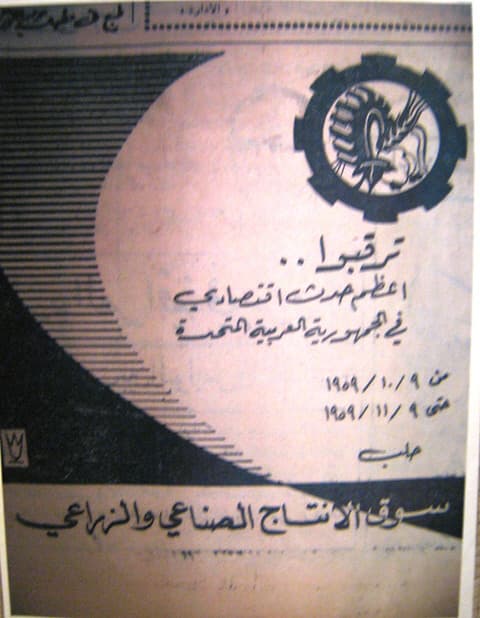 والادارة
ترقبوا . .
اعظم حدث اقتصادي
في الجمهورية العربية المتحدة
من ٩ / ١٠ / ١٩٥٩
حتى ٩ / ١١ / ١٩٥٩
حلب
سوق الانتاج الصناعي والزراعي